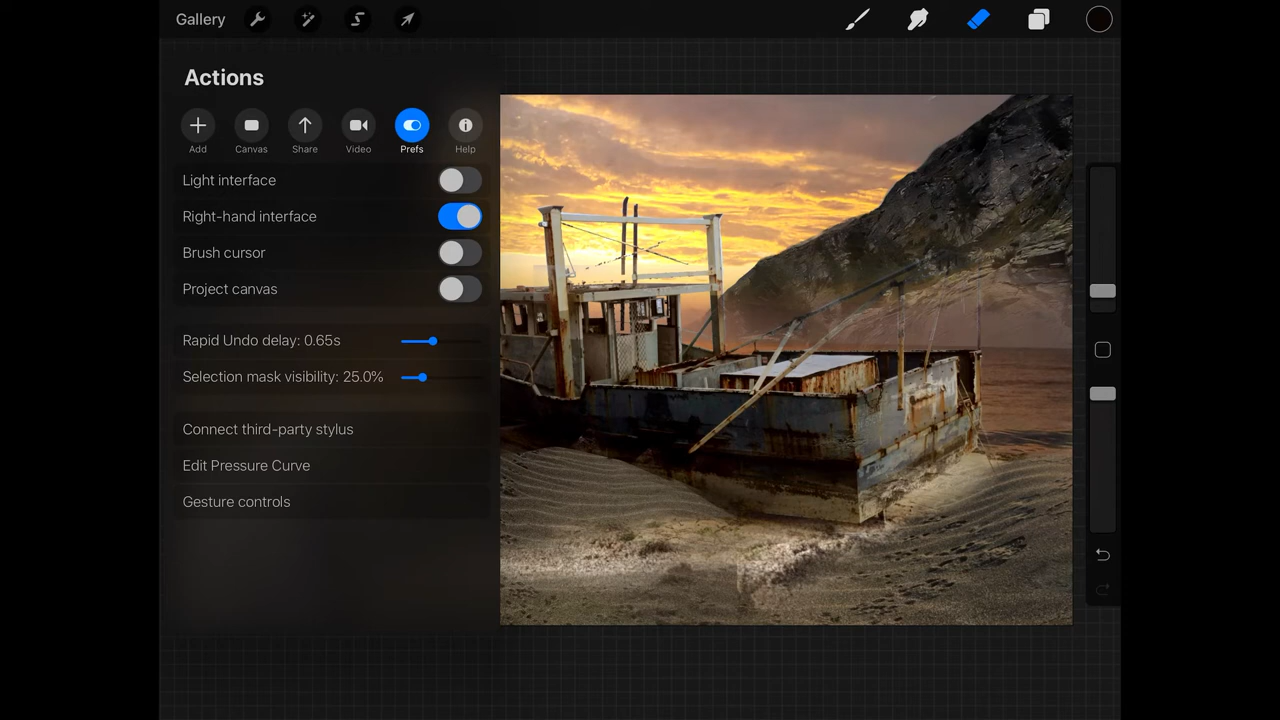 Gallery
Actions
Add Canvas Share Video Prefs Help
Light interface
Right-hand interface
Brush cursor
Project canvas
Rapid Undo delay: 0.65s
Selection mask visibility: 25.0%
Connect third-party stylus
Edit Pressure Curve
Gesture controls